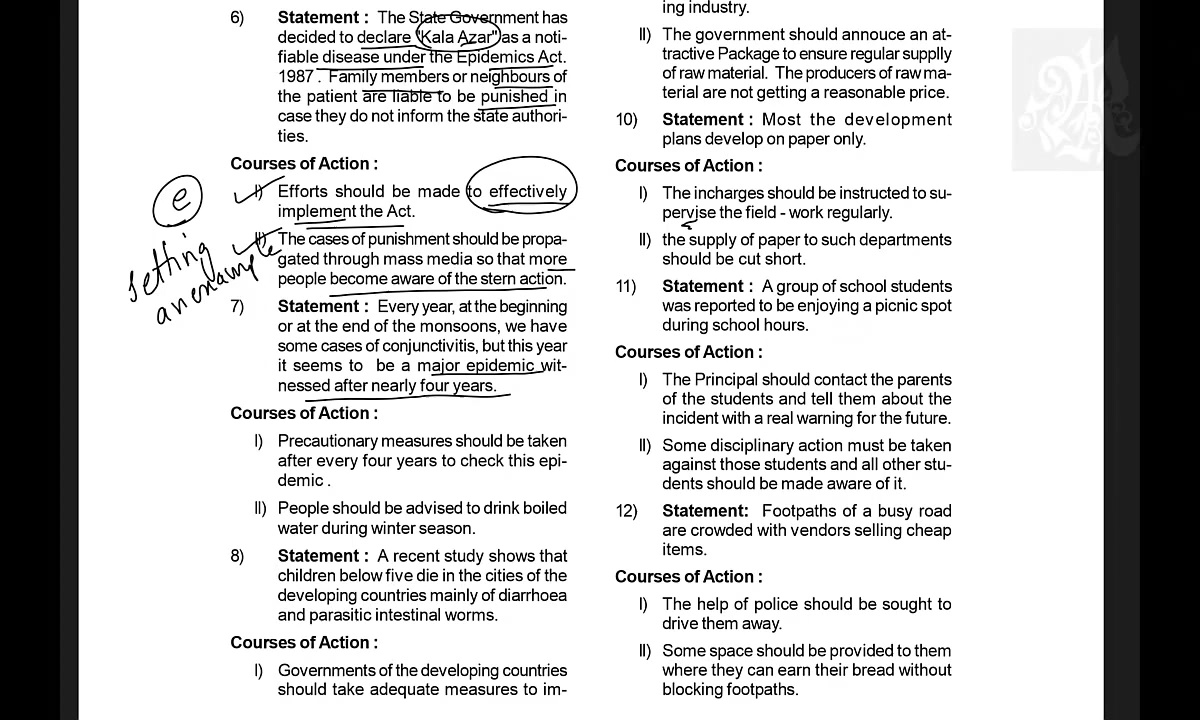 6) Statement : The State Government has
decided to declare "Kala Azar" as a noti-
fiable disease under the Epidemics Act.
1987 . Family members or neighbours of
the patient are liable to be punished in
case they do not inform the state authori-
ties.
Courses of Action :
I) Efforts should be made to effectively
implement the Act.
II) The cases of punishment should be propa-
gated through mass media so that more
people become aware of the stern action.
e
setting
an example
7) Statement : Every year, at the beginning
or at the end of the monsoons, we have
some cases of conjunctivitis, but this year
it seems to be a major epidemic wit-
nessed after nearly four years.
Courses of Action :
I) Precautionary measures should be taken
after every four years to check this epi-
demic .
II) People should be advised to drink boiled
water during winter season.
8) Statement : A recent study shows that
children below five die in the cities of the
developing countries mainly of diarrhoea
and parasitic intestinal worms.
Courses of Action :
I) Governments of the developing countries
should take adequate measures to im-
ing industry.
II) The government should annouce an at-
tractive Package to ensure regular supplly
of raw material. The producers of raw ma-
terial are not getting a reasonable price.
10) Statement : Most the development
plans develop on paper only.
Courses of Action :
I) The incharges should be instructed to su-
pervise the field - work regularly.
II) the supply of paper to such departments
should be cut short.
11) Statement : A group of school students
was reported to be enjoying a picnic spot
during school hours.
Courses of Action :
I) The Principal should contact the parents
of the students and tell them about the
incident with a real warning for the future.
II) Some disciplinary action must be taken
against those students and all other stu-
dents should be made aware of it.
12) Statement: Footpaths of a busy road
are crowded with vendors selling cheap
items.
Courses of Action :
I) The help of police should be sought to
drive them away.
II) Some space should be provided to them
where they can earn their bread without
blocking footpaths.